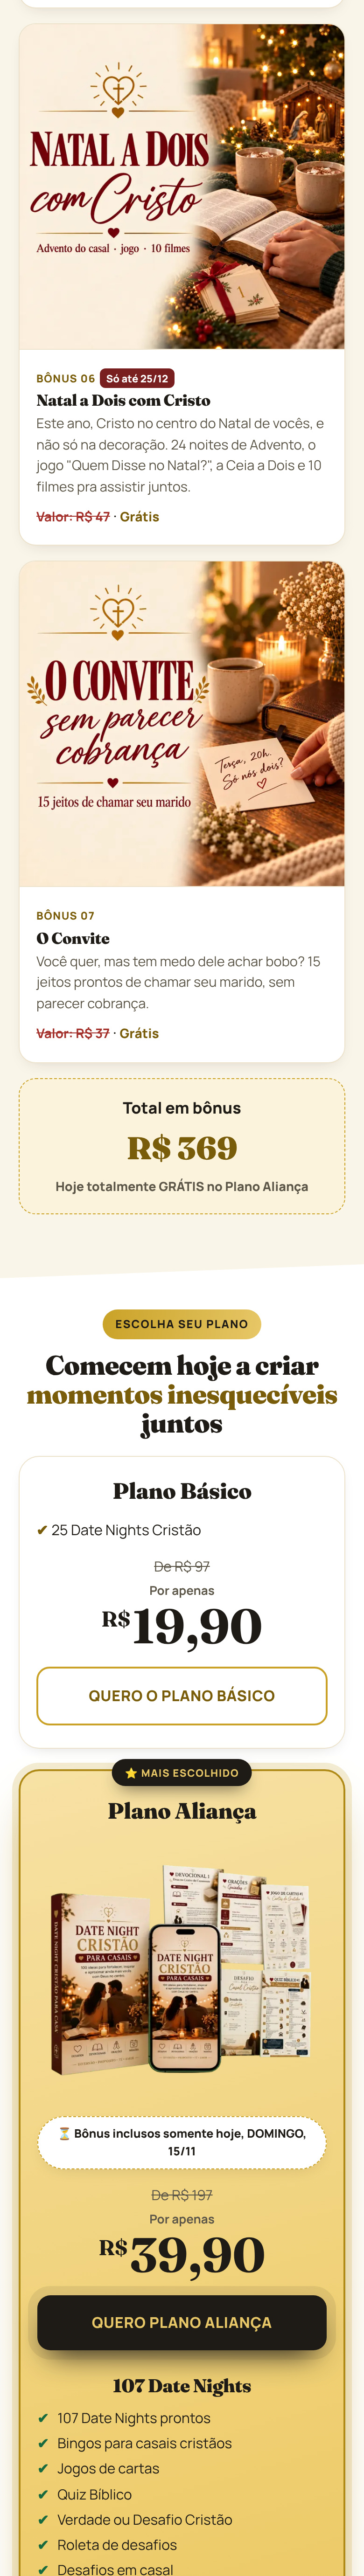 NATAL A DOIS
com Cristo
Advento do casal · jogo · 10 filmes
BÔNUS 06 Só até 25/12
Natal a Dois com Cristo
Este ano, Cristo no centro do Natal de vocês, e
não só na decoração. 24 noites de Advento, o
jogo "Quem Disse no Natal?", a Ceia a Dois e 10
filmes pra assistir juntos.
Valor: R$ 47 · Grátis
O CONVITE
sem parecer
cobrança
15 jeitos de chamar seu marido
Terça, 20h.
Só nós dois?
BÔNUS 07
O Convite
Você quer, mas tem medo dele achar bobo? 15
jeitos prontos de chamar seu marido, sem
parecer cobrança.
Valor: R$ 37 · Grátis
Total em bônus
R$ 369
Hoje totalmente GRÁTIS no Plano Aliança
ESCOLHA SEU PLANO
Comecem hoje a criar
momentos inesquecíveis
juntos
Plano Básico
✔ 25 Date Nights Cristão
De R$ 97
Por apenas
R$19,90
QUERO O PLANO BÁSICO
⭐ MAIS ESCOLHIDO
Plano Aliança
DATE NIGHT
CRISTÃO
PARA CASAIS
DATE NIGHT
CRISTÃO
PARA CASAIS
DEVOCIONAL
ORAÇÕES
JOGO DE CARTAS
DESAFIO
QUIZ BÍBLICO
⏳ Bônus inclusos somente hoje, DOMINGO,
15/11
De R$ 197
Por apenas
R$39,90
QUERO PLANO ALIANÇA
107 Date Nights
✔ 107 Date Nights prontos
✔ Bingos para casais cristãos
✔ Jogos de cartas
✔ Quiz Bíblico
✔ Verdade ou Desafio Cristão
✔ Roleta de desafios
✔ Desafios em casal